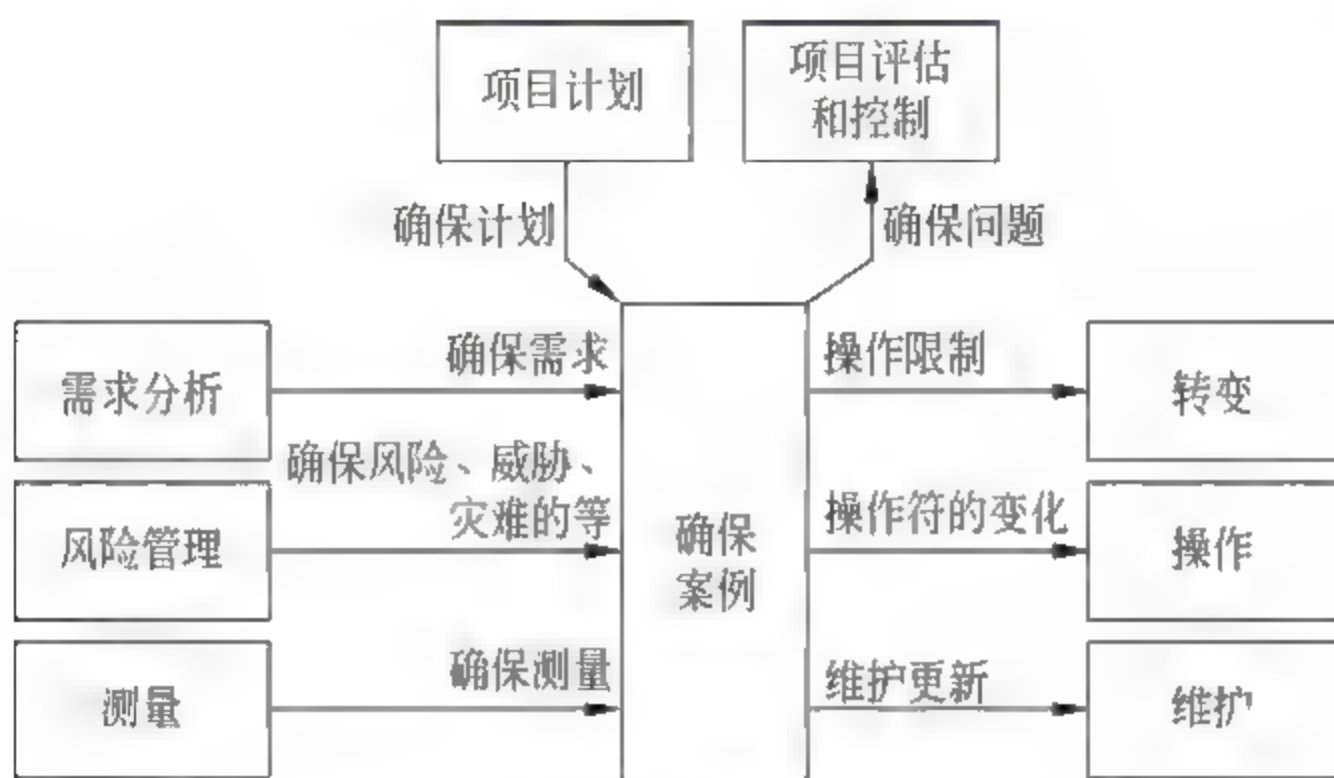 项目计划
项目评估
和控制
确保计划
确保问题
需求分析
确保需求
操作限制
转变
确保风险、威胁、
灾难的等
风险管理
确保
案例
操作符的变化
操作
测量
确保测量
维护更新
维护